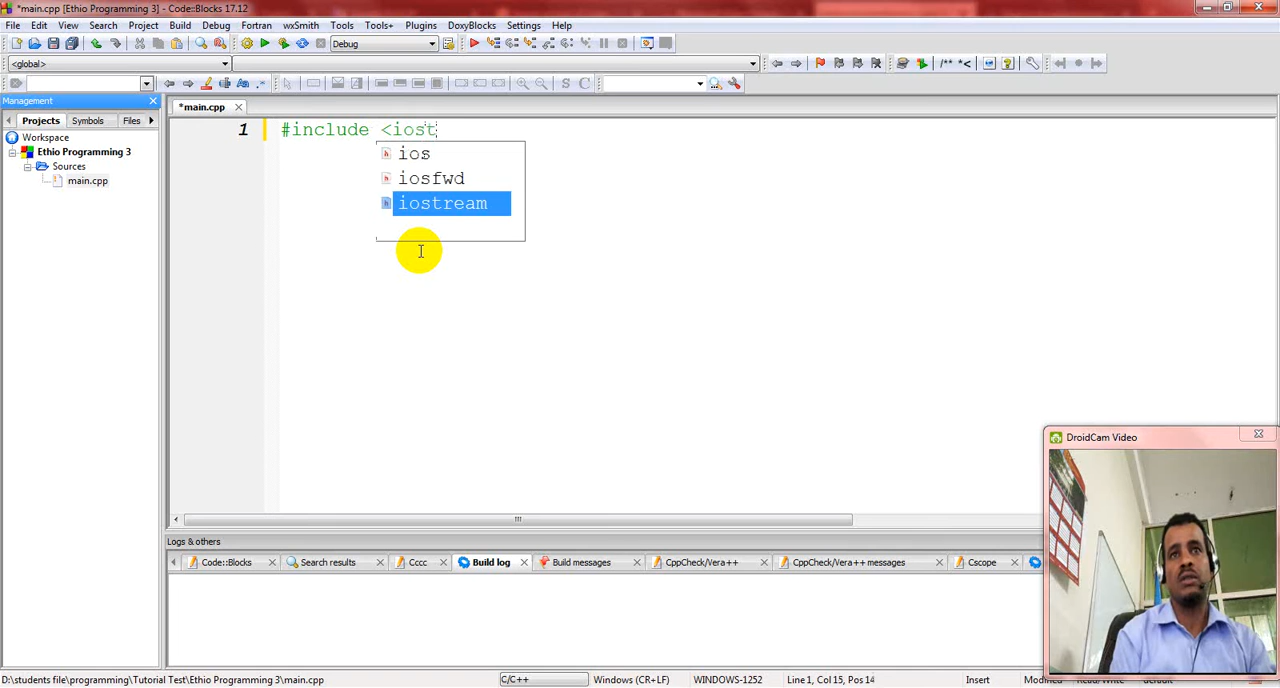 *main.cpp [Ethio Programming 3] - Code::Blocks 17.12
File Edit View Search Project Build Debug Fortran wxSmith Tools Tools+ Plugins DoxyBlocks Settings Help
Debug
<global>
/** *<
S C
Management
*main.cpp
Projects Symbols Files
Workspace
Ethio Programming 3
Sources
main.cpp
1 #include <iost
ios
iosfwd
iostream
DroidCam Video
Logs & others
Code::Blocks Search results Cccc Build log Build messages CppCheck/Vera++ CppCheck/Vera++ messages Cscope
D:\students file\programming\Tutorial Test\Ethio Programming 3\main.cpp C/C++ Windows (CR+LF) WINDOWS-1252 Line 1, Col 15, Pos 14 Insert Modified Read/Write default